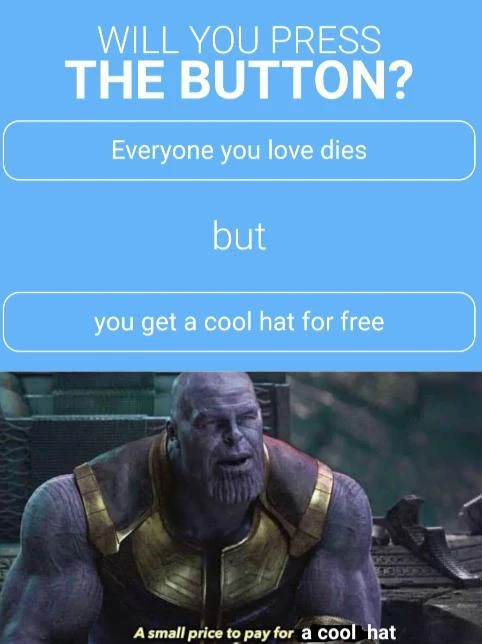 WILL YOU PRESS
THE BUTTON?
Everyone you love dies
but
you get a cool hat for free
A small price to pay for a cool hat